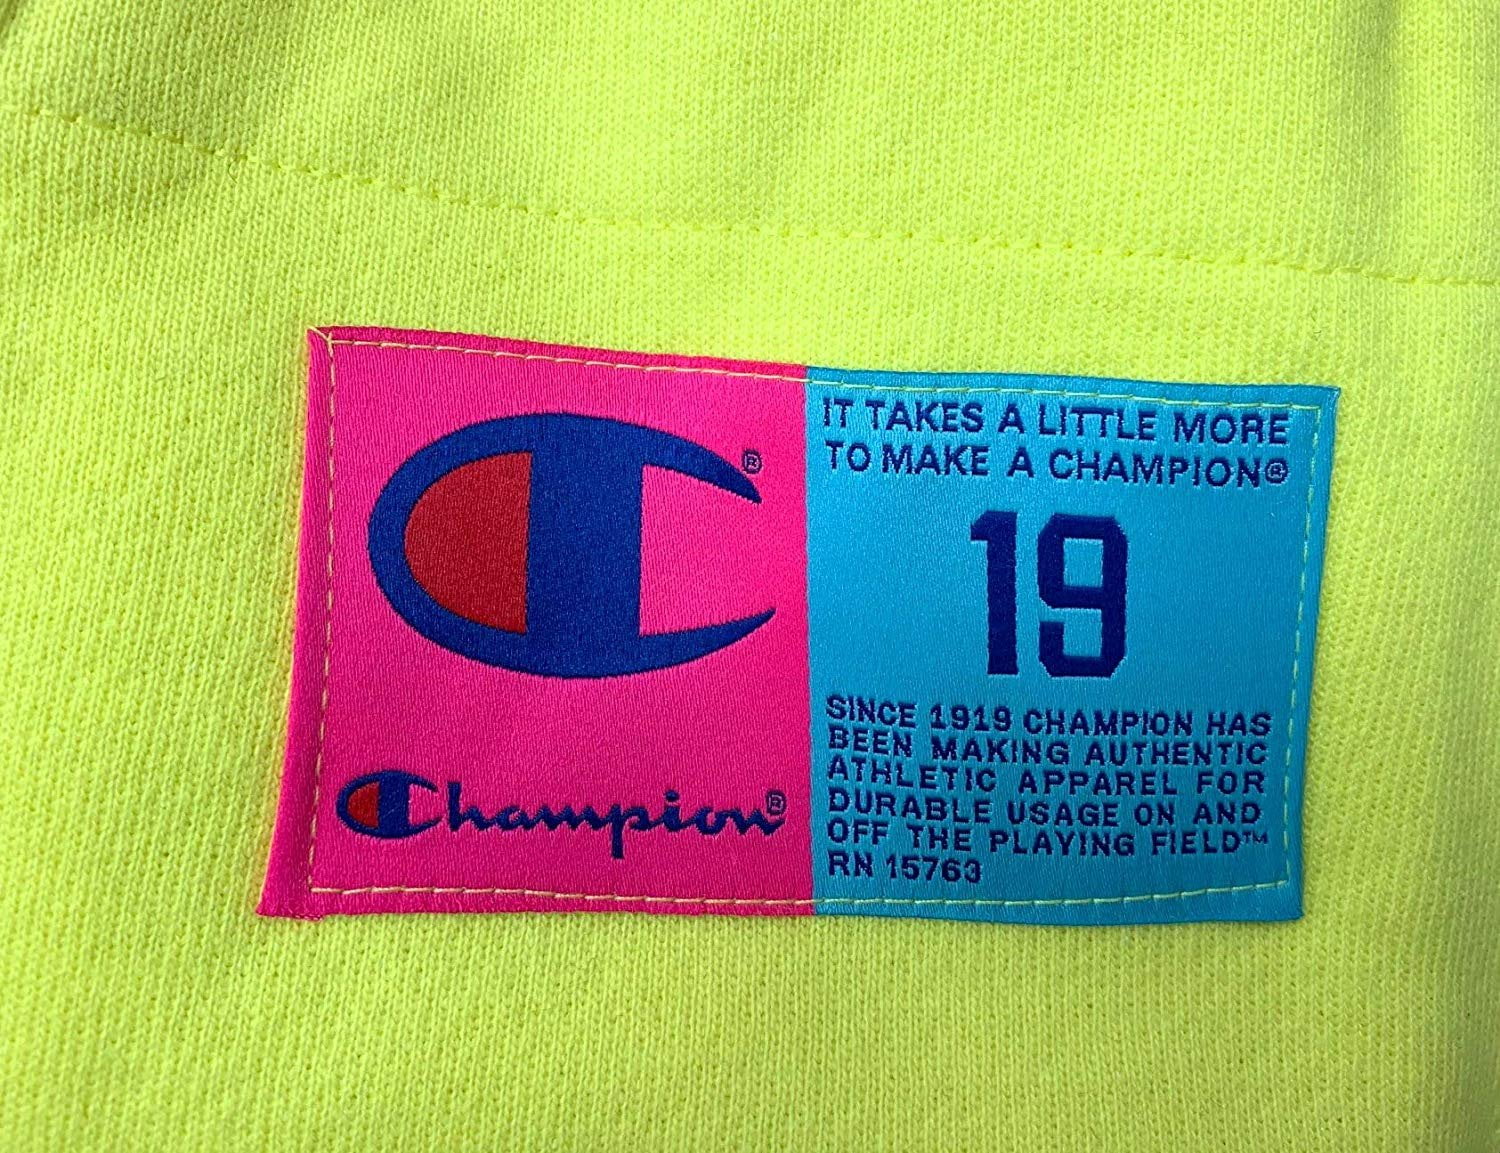 Champion®
IT TAKES A LITTLE MORE
TO MAKE A CHAMPION®
19
SINCE 1919 CHAMPION HAS
BEEN MAKING AUTHENTIC
ATHLETIC APPAREL FOR
DURABLE USAGE ON AND
OFF THE PLAYING FIELD™
RN 15763